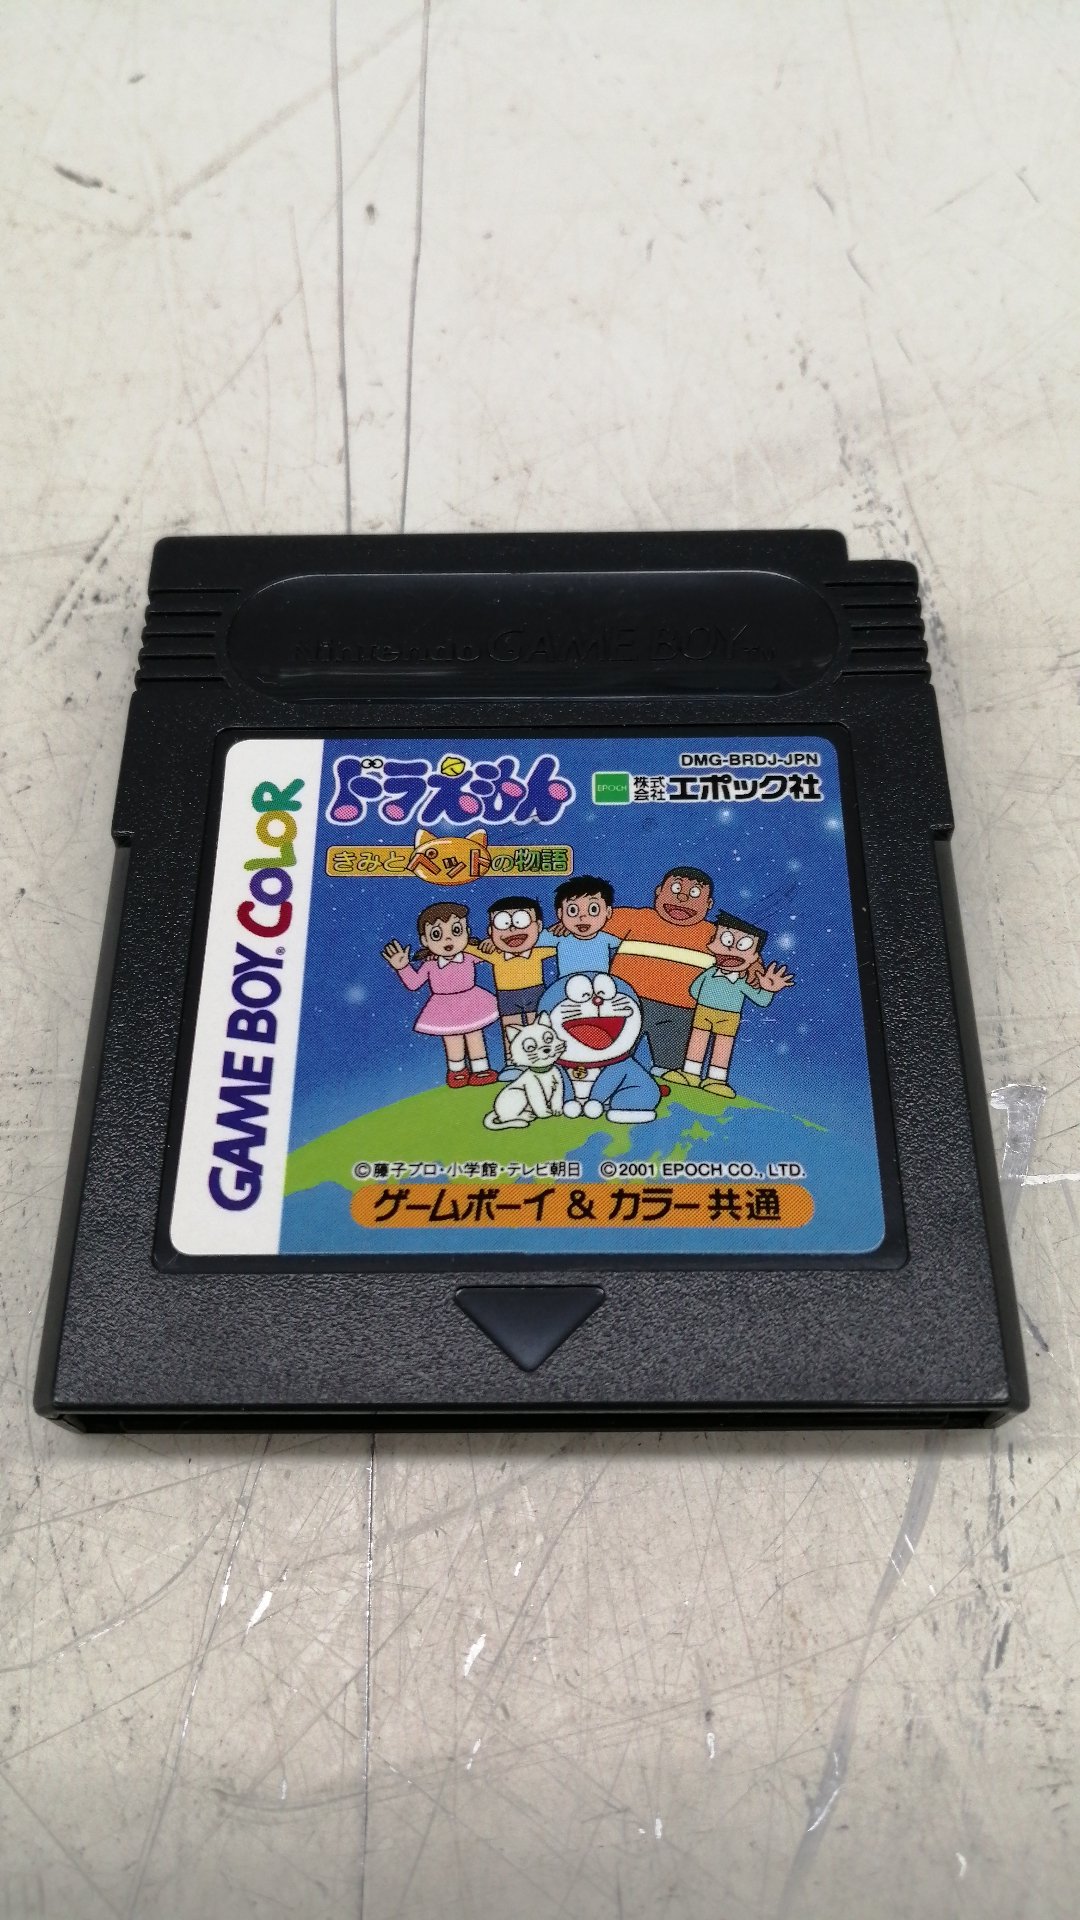 Nintendo GAME BOY TM
GAME BOY® COLOR
ドラえもん
きみとペットの物語
DMG-BRDJ-JPN
EPOCH 株式会社エポック社
©藤子プロ・小学館・テレビ朝日 ©2001 EPOCH CO., LTD.
ゲームボーイ & カラー共通